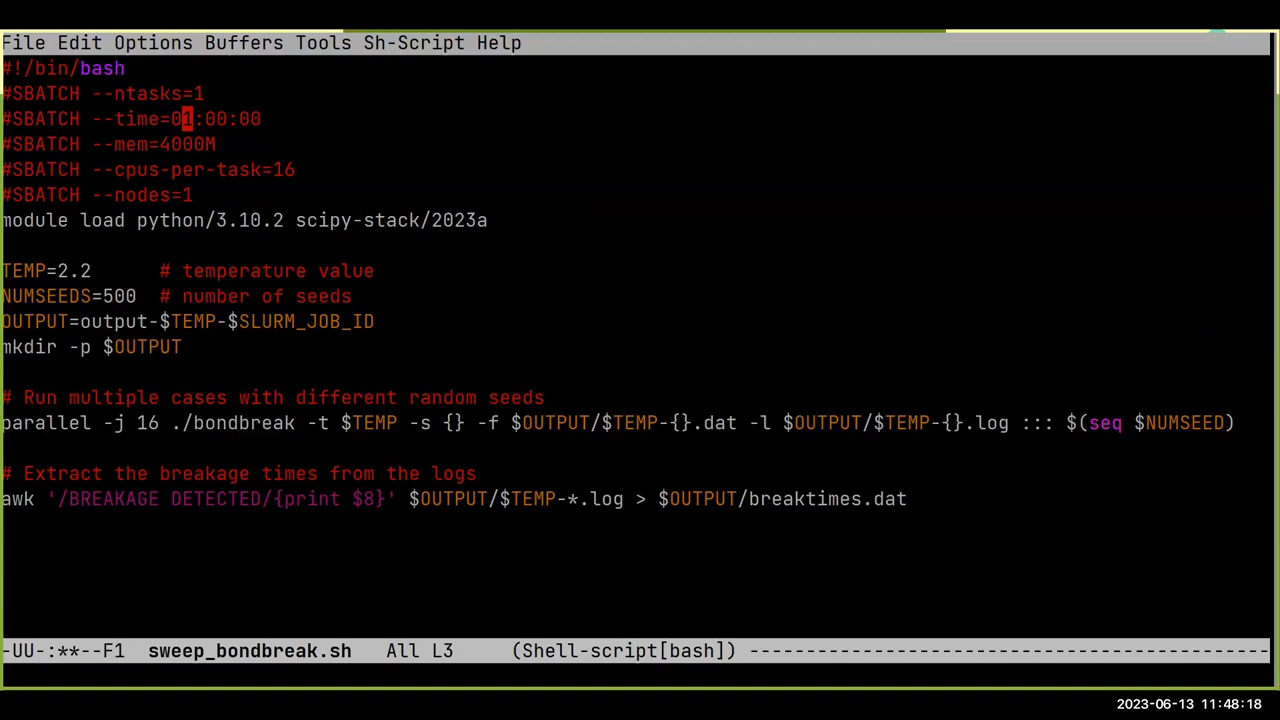 File Edit Options Buffers Tools Sh-Script Help
#!/bin/bash
#SBATCH --ntasks=1
#SBATCH --time=01:00:00
#SBATCH --mem=4000M
#SBATCH --cpus-per-task=16
#SBATCH --nodes=1
module load python/3.10.2 scipy-stack/2023a
TEMP=2.2      # temperature value
NUMSEEDS=500  # number of seeds
OUTPUT=output-$TEMP-$SLURM_JOB_ID
mkdir -p $OUTPUT
# Run multiple cases with different random seeds
parallel -j 16 ./bondbreak -t $TEMP -s {} -f $OUTPUT/$TEMP-{}.dat -l $OUTPUT/$TEMP-{}.log ::: $(seq $NUMSEED)
# Extract the breakage times from the logs
awk '/BREAKAGE DETECTED/{print $8}' $OUTPUT/$TEMP-*.log > $OUTPUT/breaktimes.dat
-UU-:**--F1  sweep_bondbreak.sh   All L3     (Shell-script[bash]) ----------------------------------------------
2023-06-13 11:48:18